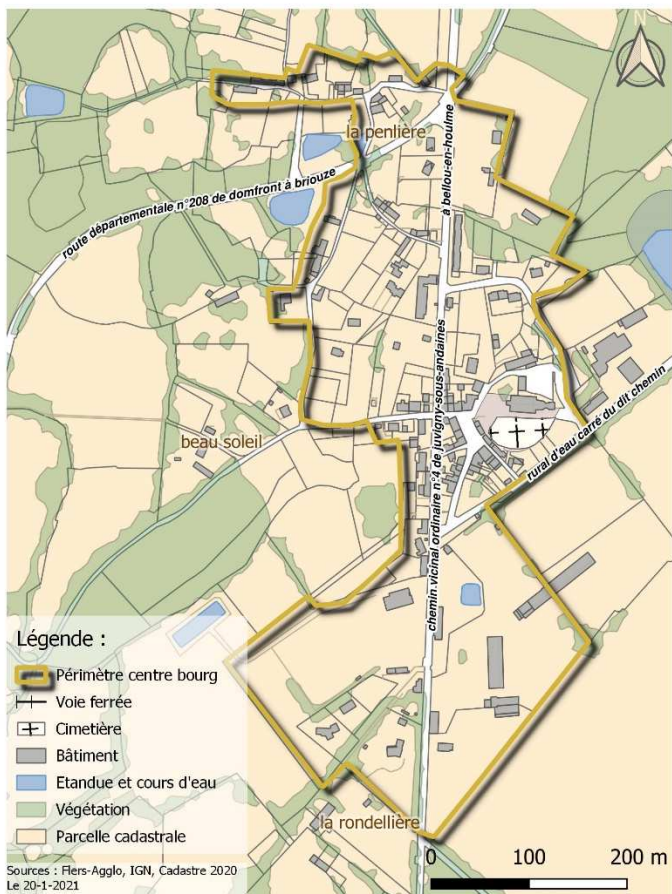 N
la penlière
à bellou-en-houlme
route départementale n°208 de domfront à briouze
chemin vicinal ordinaire n°4 de juvigny-sous-andaines
beau soleil
rural d'eau carré du dit chemin
Légende :
Périmètre centre bourg
Voie ferrée
Cimetière
Bâtiment
Etandue et cours d'eau
Végétation
Parcelle cadastrale
la rondellière
Sources : Flers-Agglo, IGN, Cadastre 2020
Le 20-1-2021
0 100 200 m